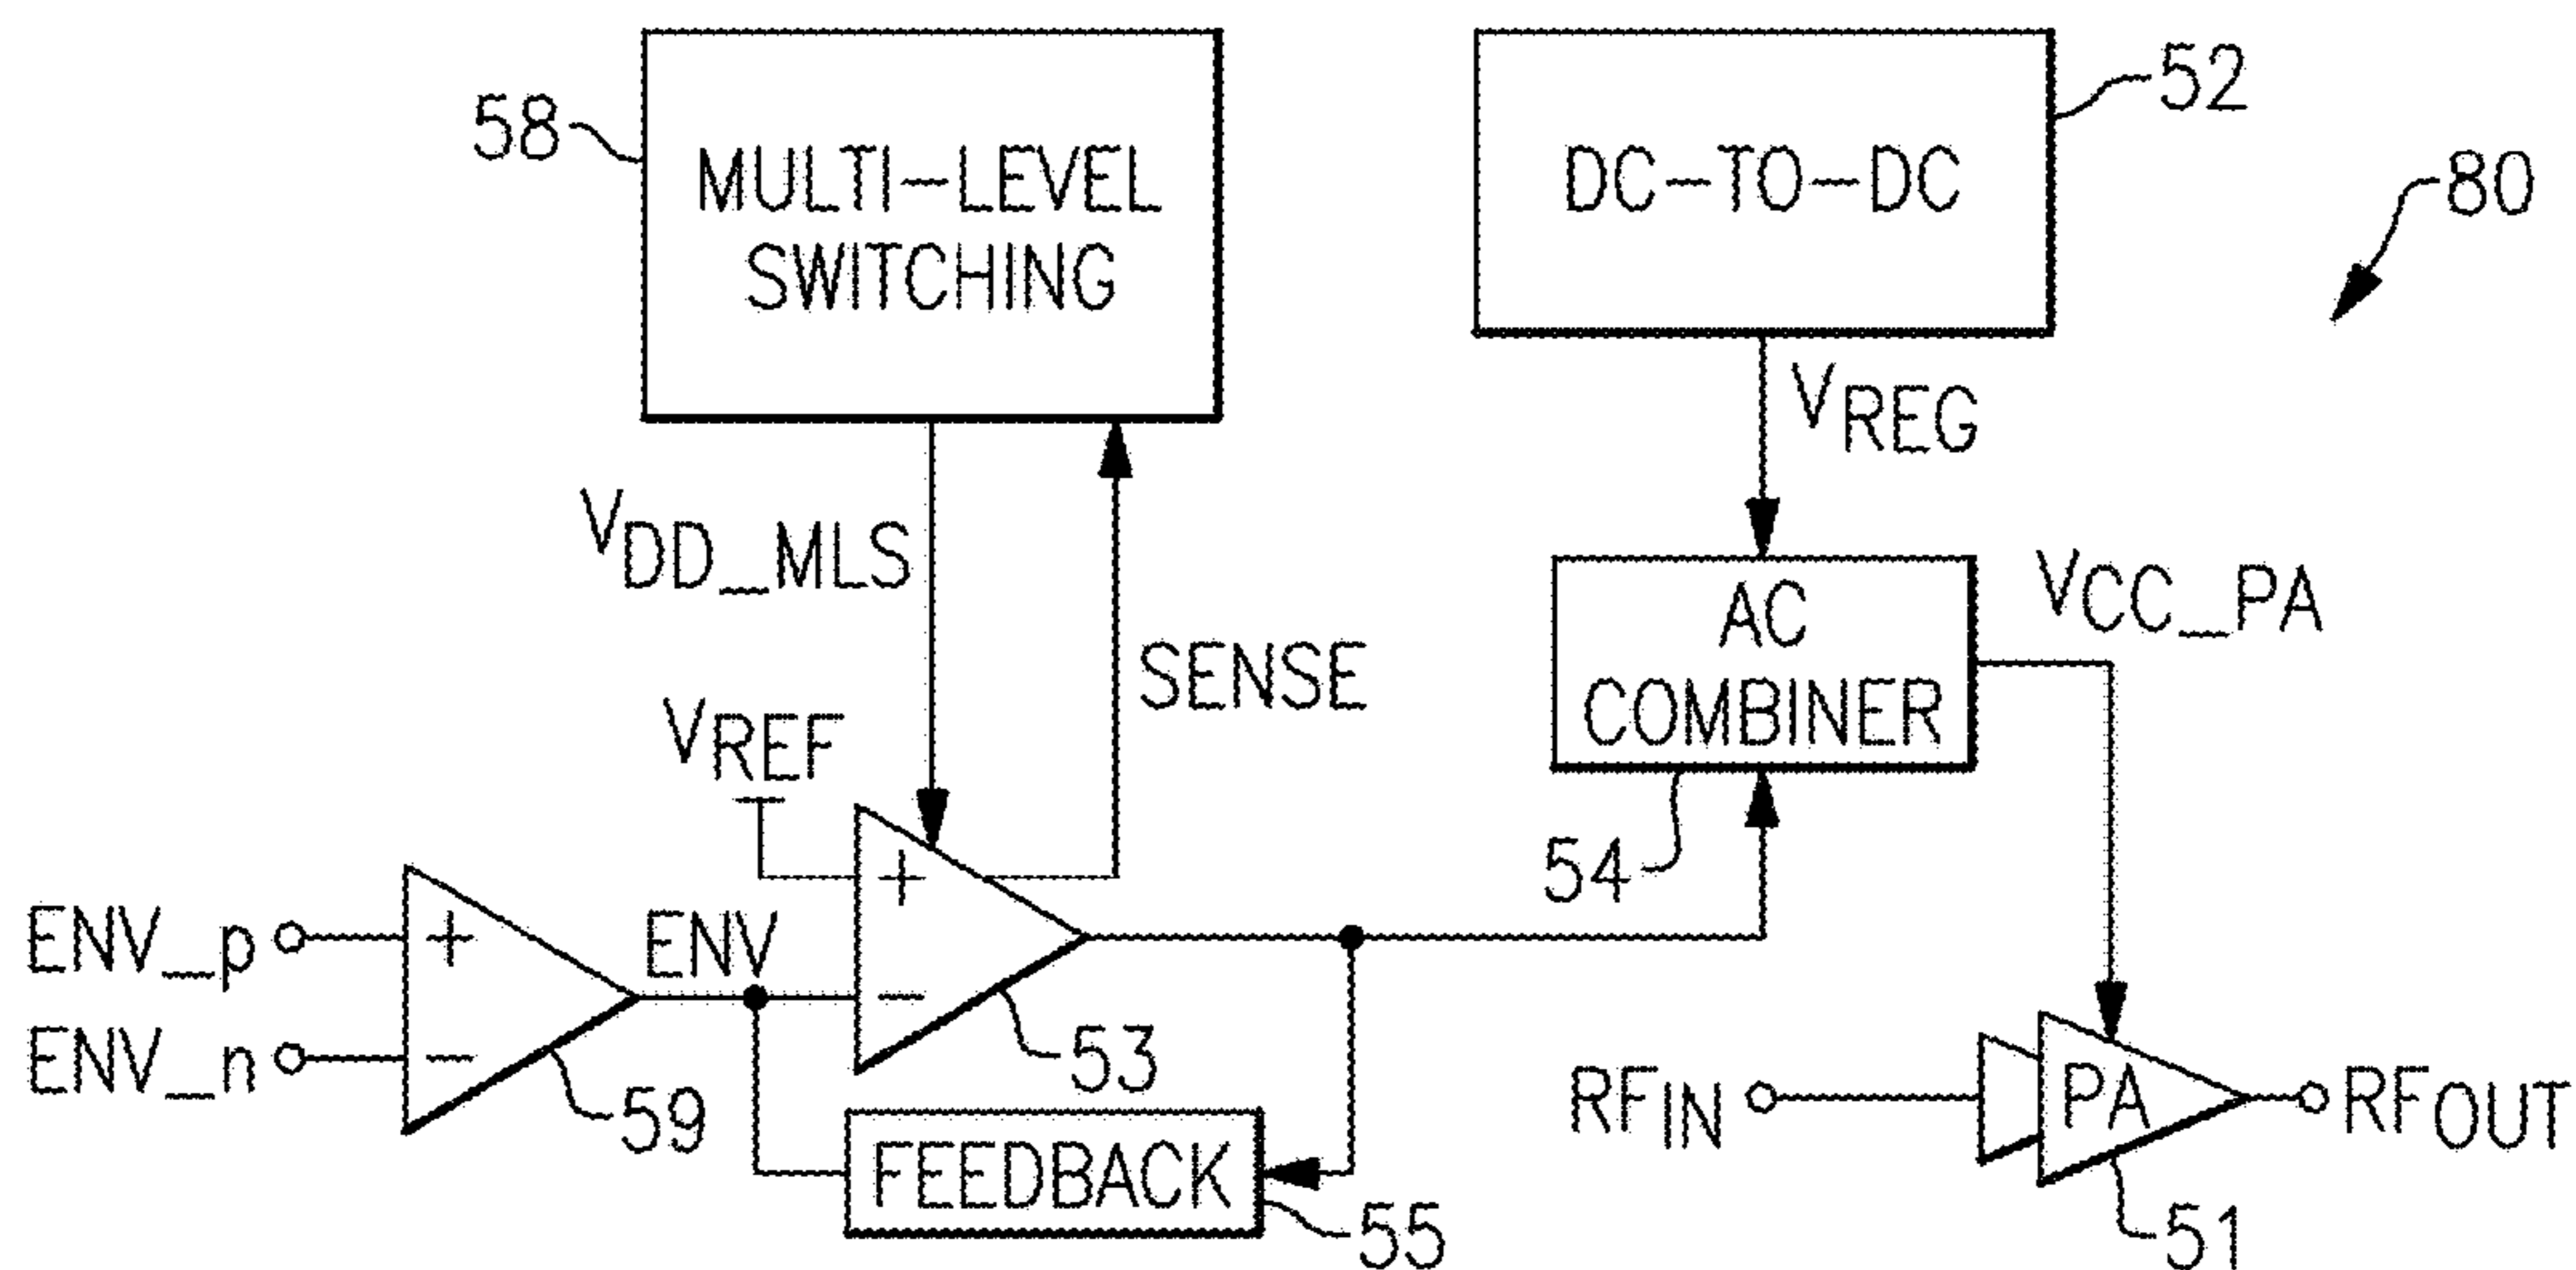 58
MULTI-LEVEL
SWITCHING
DC-TO-DC
52
80
VREG
VDD_MLS
SENSE
AC
COMBINER
VCC_PA
54
VREF
ENV_p
+
ENV_n
−
59
ENV
+
−
53
FEEDBACK
55
RFIN
PA
RFOUT
51